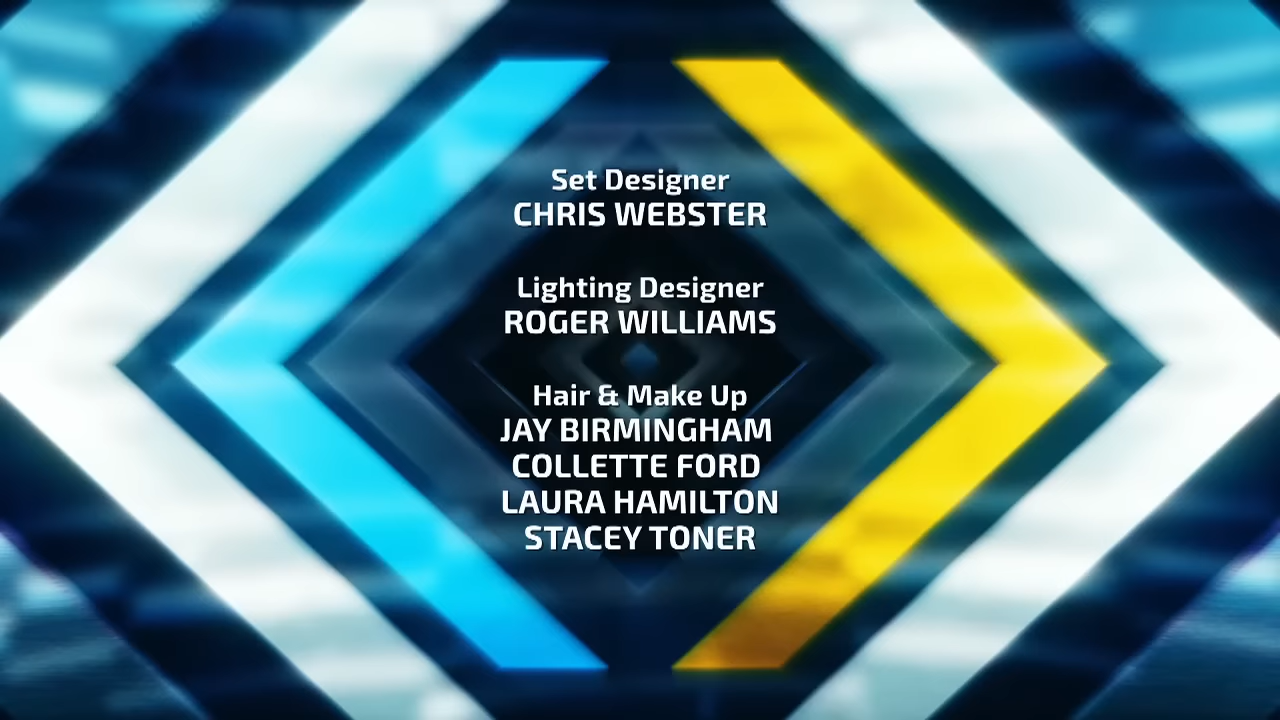 Set Designer
CHRIS WEBSTER
Lighting Designer
ROGER WILLIAMS
Hair & Make Up
JAY BIRMINGHAM
COLLETTE FORD
LAURA HAMILTON
STACEY TONER